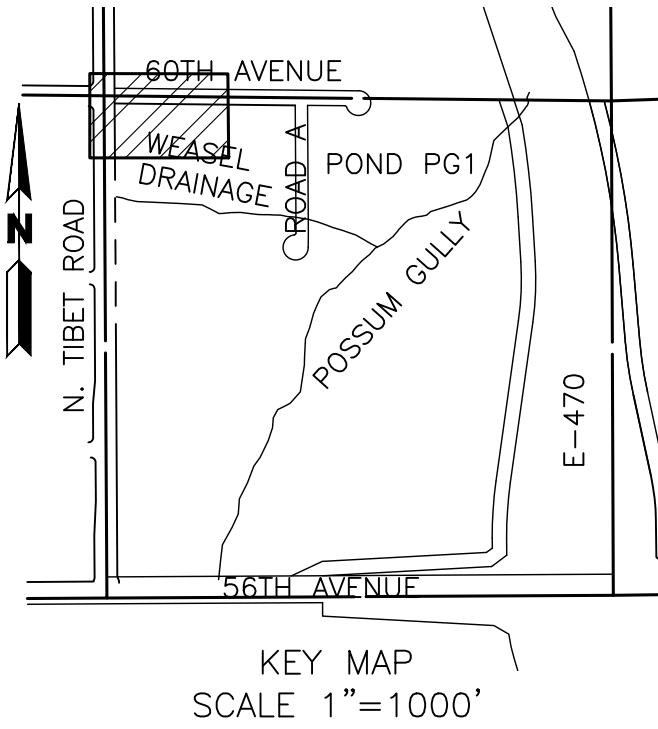 60TH AVENUE
WEASEL
DRAINAGE
ROAD A
POND PG1
N
N. TIBET ROAD
POSSUM GULLY
E-470
56TH AVENUE
KEY MAP
SCALE 1"=1000'